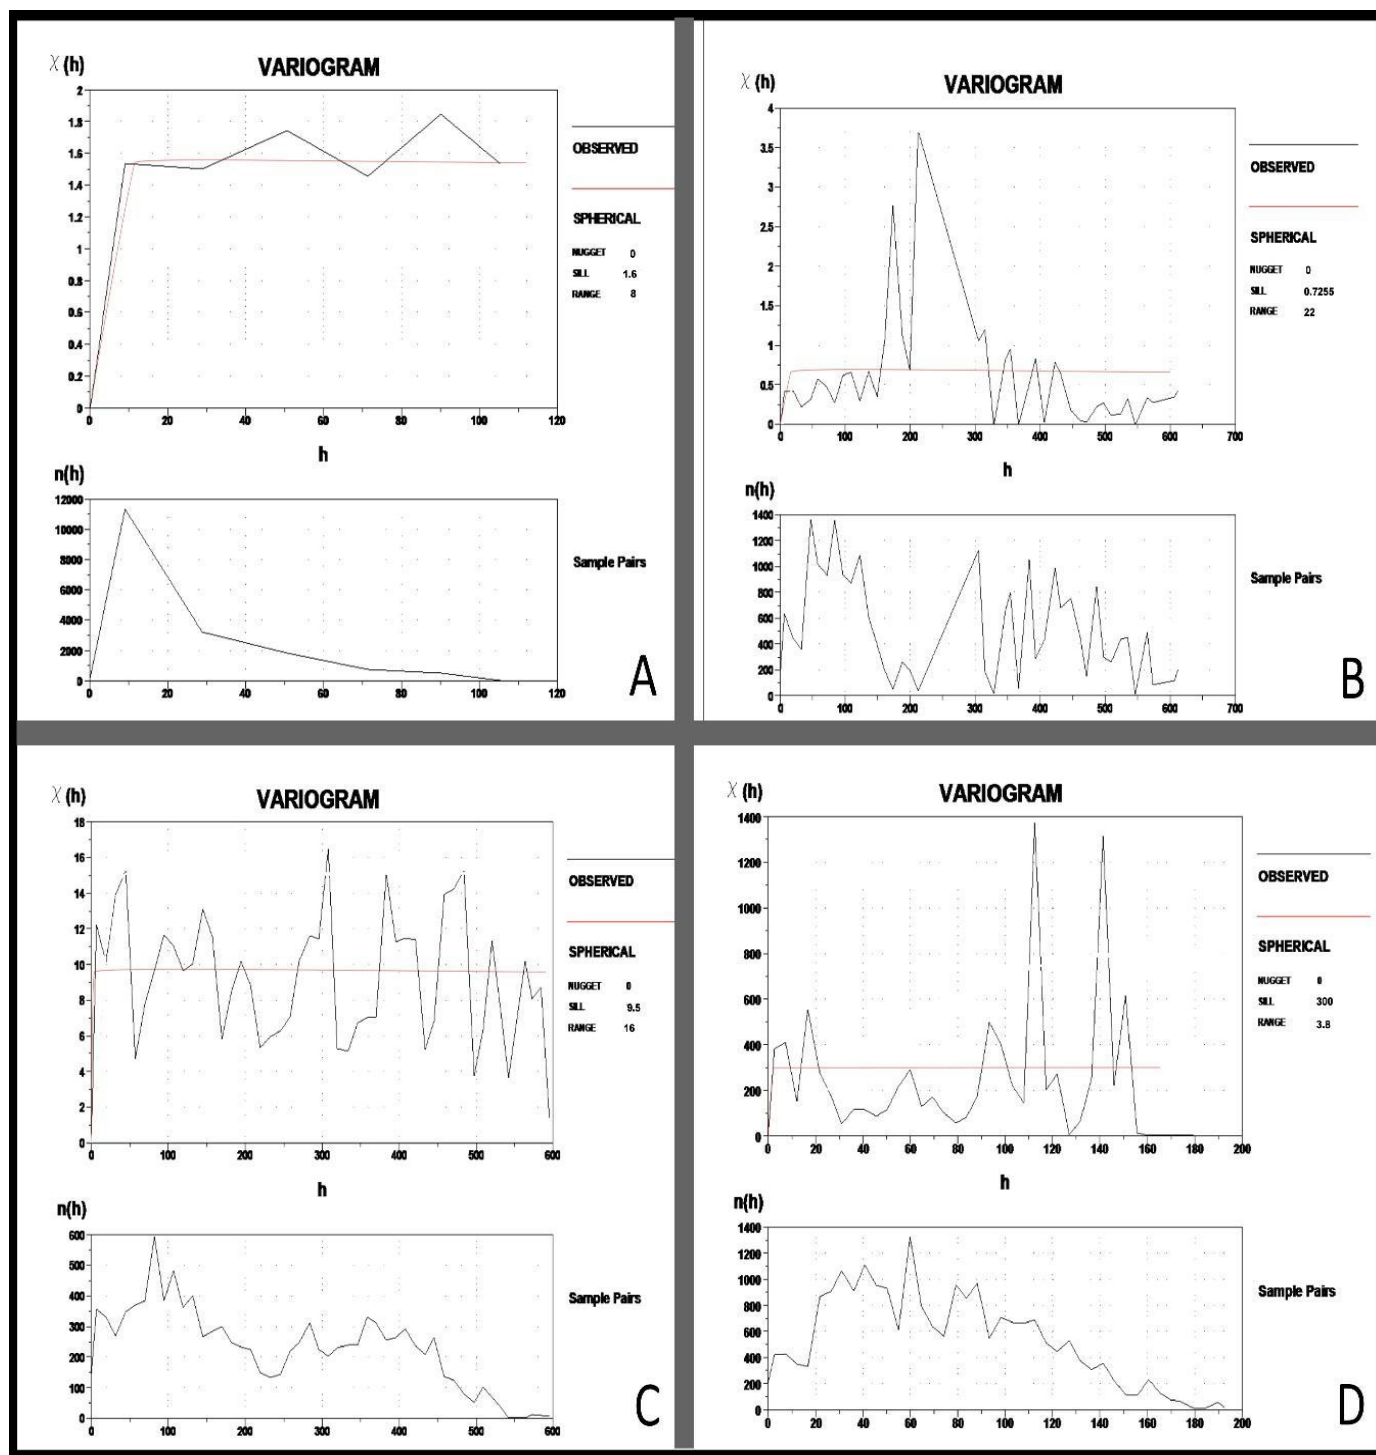 χ (h)
VARIOGRAM
2
1.8
1.6
1.4
1.2
1
0.8
0.6
0.4
0.2
0
0 20 40 60 80 100 120
h
OBSERVED
SPHERICAL
NUGGET 0
SILL 1.6
RANGE 8
n(h)
12000
10000
8000
6000
4000
2000
0
0 20 40 60 80 100 120
Sample Pairs
A
χ (h)
VARIOGRAM
4
3.5
3
2.5
2
1.5
1
0.5
0
0 100 200 300 400 500 600 700
h
OBSERVED
SPHERICAL
NUGGET 0
SILL 0.7255
RANGE 22
n(h)
1400
1200
1000
800
600
400
200
0
0 100 200 300 400 500 600 700
Sample Pairs
B
χ (h)
VARIOGRAM
18
16
14
12
10
8
6
4
2
0
0 100 200 300 400 500 600
h
OBSERVED
SPHERICAL
NUGGET 0
SILL 9.5
RANGE 16
n(h)
600
500
400
300
200
100
0
0 100 200 300 400 500 600
Sample Pairs
C
χ (h)
VARIOGRAM
1400
1200
1000
800
600
400
200
0
0 20 40 60 80 100 120 140 160 180 200
h
OBSERVED
SPHERICAL
NUGGET 0
SILL 300
RANGE 3.8
n(h)
1400
1200
1000
800
600
400
200
0
0 20 40 60 80 100 120 140 160 180 200
Sample Pairs
D